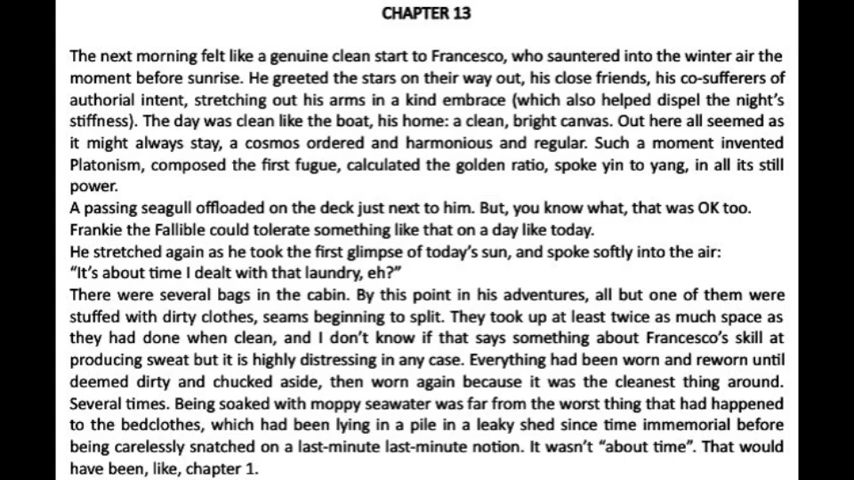 CHAPTER 13
The next morning felt like a genuine clean start to Francesco, who sauntered into the winter air the
moment before sunrise. He greeted the stars on their way out, his close friends, his co-sufferers of
authorial intent, stretching out his arms in a kind embrace (which also helped dispel the night's
stiffness). The day was clean like the boat, his home: a clean, bright canvas. Out here all seemed as
it might always stay, a cosmos ordered and harmonious and regular. Such a moment invented
Platonism, composed the first fugue, calculated the golden ratio, spoke yin to yang, in all its still
power.
A passing seagull offloaded on the deck just next to him. But, you know what, that was OK too.
Frankie the Fallible could tolerate something like that on a day like today.
He stretched again as he took the first glimpse of today's sun, and spoke softly into the air:
“It's about time I dealt with that laundry, eh?”
There were several bags in the cabin. By this point in his adventures, all but one of them were
stuffed with dirty clothes, seams beginning to split. They took up at least twice as much space as
they had done when clean, and I don't know if that says something about Francesco's skill at
producing sweat but it is highly distressing in any case. Everything had been worn and reworn until
deemed dirty and chucked aside, then worn again because it was the cleanest thing around.
Several times. Being soaked with moppy seawater was far from the worst thing that had happened
to the bedclothes, which had been lying in a pile in a leaky shed since time immemorial before
being carelessly snatched on a last-minute last-minute notion. It wasn't “about time”. That would
have been, like, chapter 1.